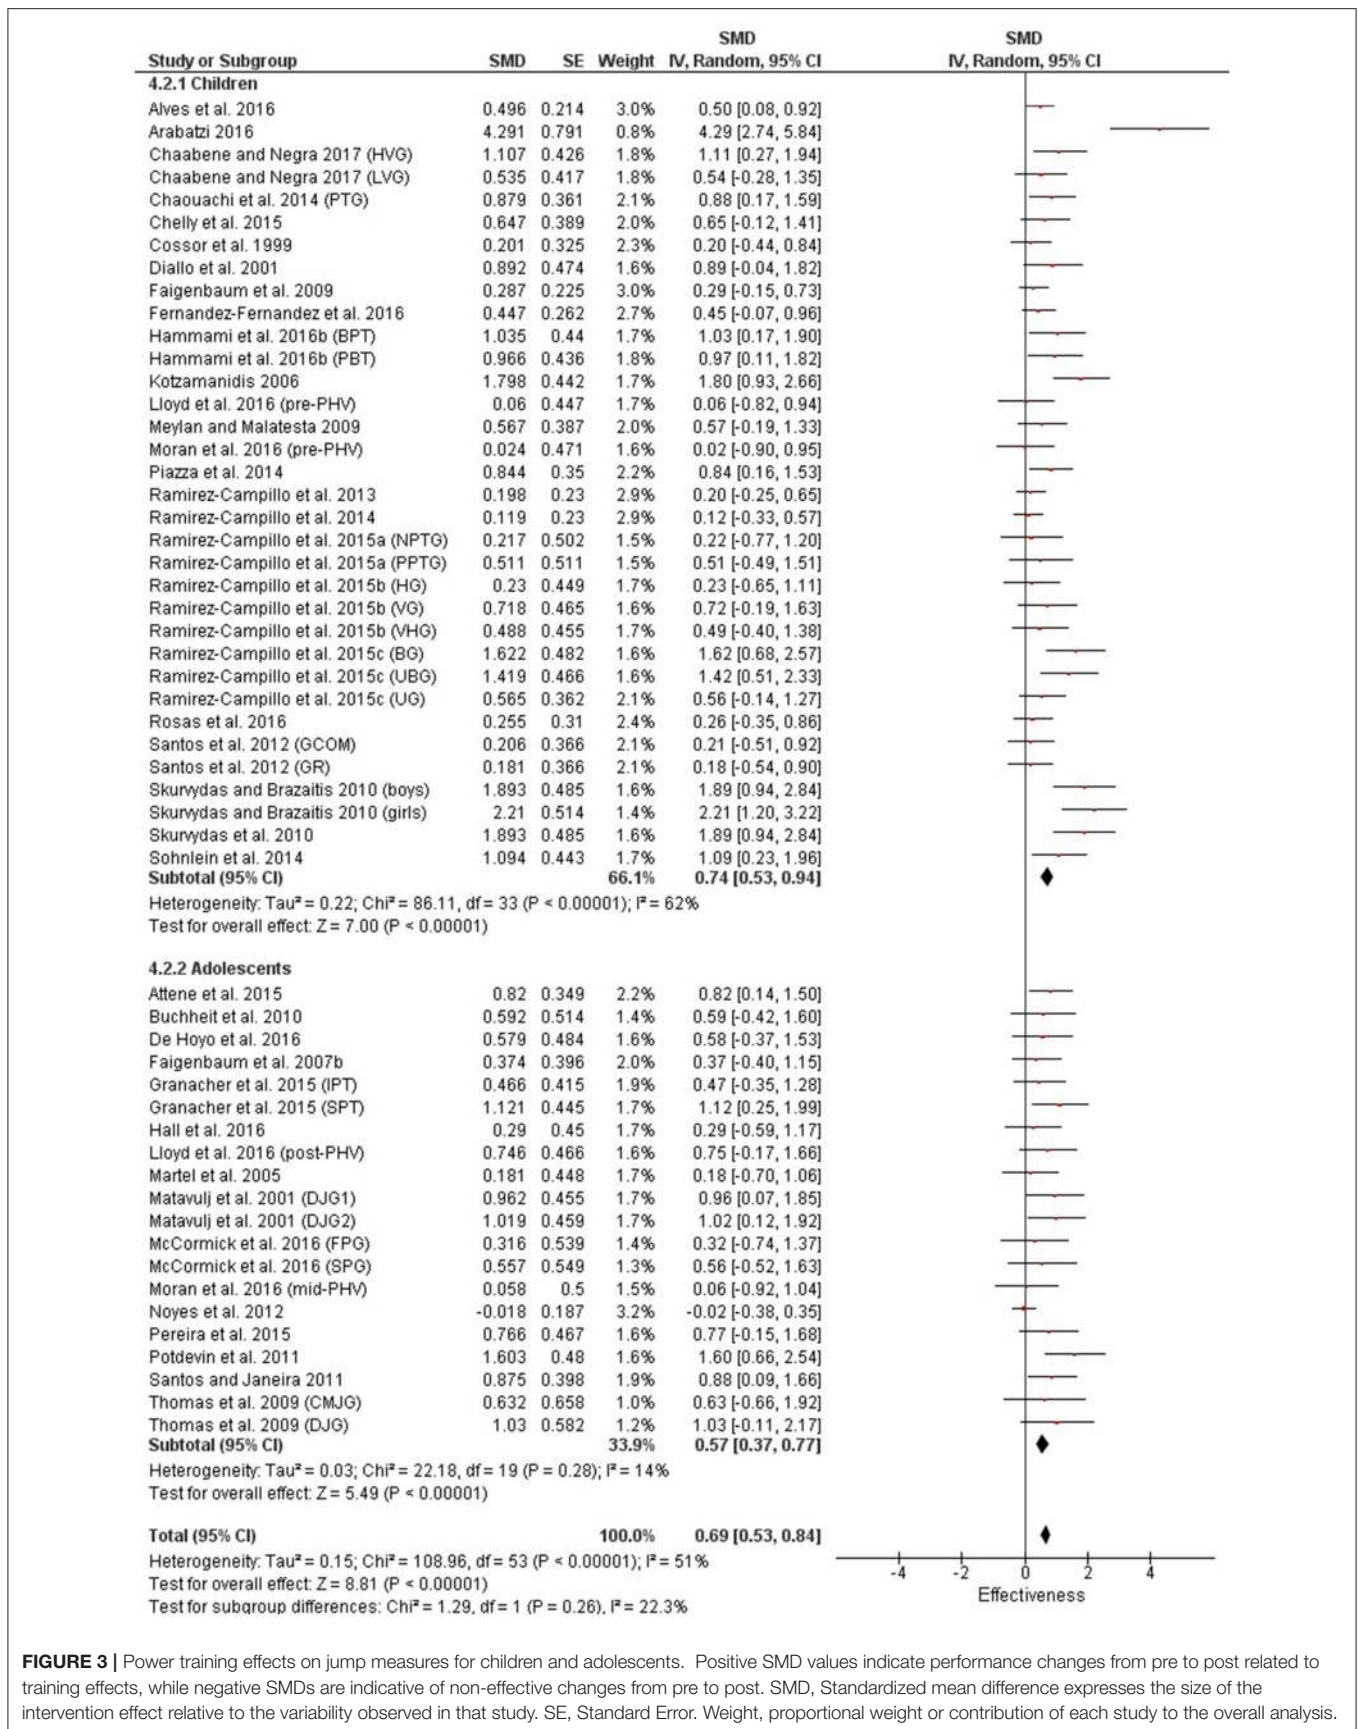 SMD SMD
Study or Subgroup SMD SE Weight IV, Random, 95% CI IV, Random, 95% CI
4.2.1 Children
Alves et al. 2016 0.496 0.214 3.0% 0.50 [0.08, 0.92]
Arabatzi 2016 4.291 0.791 0.8% 4.29 [2.74, 5.84]
Chaabene and Negra 2017 (HVG) 1.107 0.426 1.8% 1.11 [0.27, 1.94]
Chaabene and Negra 2017 (LVG) 0.535 0.417 1.8% 0.54 [-0.28, 1.35]
Chaouachi et al. 2014 (PTG) 0.879 0.361 2.1% 0.88 [0.17, 1.59]
Chelly et al. 2015 0.647 0.389 2.0% 0.65 [-0.12, 1.41]
Cossor et al. 1999 0.201 0.325 2.3% 0.20 [-0.44, 0.84]
Diallo et al. 2001 0.892 0.474 1.6% 0.89 [-0.04, 1.82]
Faigenbaum et al. 2009 0.287 0.225 3.0% 0.29 [-0.15, 0.73]
Fernandez-Fernandez et al. 2016 0.447 0.262 2.7% 0.45 [-0.07, 0.96]
Hammami et al. 2016b (BPT) 1.035 0.44 1.7% 1.03 [0.17, 1.90]
Hammami et al. 2016b (PBT) 0.966 0.436 1.8% 0.97 [0.11, 1.82]
Kotzamanidis 2006 1.798 0.442 1.7% 1.80 [0.93, 2.66]
Lloyd et al. 2016 (pre-PHV) 0.06 0.447 1.7% 0.06 [-0.82, 0.94]
Meylan and Malatesta 2009 0.567 0.387 2.0% 0.57 [-0.19, 1.33]
Moran et al. 2016 (pre-PHV) 0.024 0.471 1.6% 0.02 [-0.90, 0.95]
Piazza et al. 2014 0.844 0.35 2.2% 0.84 [0.16, 1.53]
Ramirez-Campillo et al. 2013 0.198 0.23 2.9% 0.20 [-0.25, 0.65]
Ramirez-Campillo et al. 2014 0.119 0.23 2.9% 0.12 [-0.33, 0.57]
Ramirez-Campillo et al. 2015a (NPTG) 0.217 0.502 1.5% 0.22 [-0.77, 1.20]
Ramirez-Campillo et al. 2015a (PPTG) 0.511 0.511 1.5% 0.51 [-0.49, 1.51]
Ramirez-Campillo et al. 2015b (HG) 0.23 0.449 1.7% 0.23 [-0.65, 1.11]
Ramirez-Campillo et al. 2015b (VG) 0.718 0.465 1.6% 0.72 [-0.19, 1.63]
Ramirez-Campillo et al. 2015b (VHG) 0.488 0.455 1.7% 0.49 [-0.40, 1.38]
Ramirez-Campillo et al. 2015c (BG) 1.622 0.482 1.6% 1.62 [0.68, 2.57]
Ramirez-Campillo et al. 2015c (UBG) 1.419 0.466 1.6% 1.42 [0.51, 2.33]
Ramirez-Campillo et al. 2015c (UG) 0.565 0.362 2.1% 0.56 [-0.14, 1.27]
Rosas et al. 2016 0.255 0.31 2.4% 0.26 [-0.35, 0.86]
Santos et al. 2012 (GCOM) 0.206 0.366 2.1% 0.21 [-0.51, 0.92]
Santos et al. 2012 (GR) 0.181 0.366 2.1% 0.18 [-0.54, 0.90]
Skurvydas and Brazaitis 2010 (boys) 1.893 0.485 1.6% 1.89 [0.94, 2.84]
Skurvydas and Brazaitis 2010 (girls) 2.21 0.514 1.4% 2.21 [1.20, 3.22]
Skurvydas et al. 2010 1.893 0.485 1.6% 1.89 [0.94, 2.84]
Sohnlein et al. 2014 1.094 0.443 1.7% 1.09 [0.23, 1.96]
Subtotal (95% CI) 66.1% 0.74 [0.53, 0.94]
Heterogeneity: Tau² = 0.22; Chi² = 86.11, df = 33 (P < 0.00001); I² = 62%
Test for overall effect: Z = 7.00 (P < 0.00001)
4.2.2 Adolescents
Attene et al. 2015 0.82 0.349 2.2% 0.82 [0.14, 1.50]
Buchheit et al. 2010 0.592 0.514 1.4% 0.59 [-0.42, 1.60]
De Hoyo et al. 2016 0.579 0.484 1.6% 0.58 [-0.37, 1.53]
Faigenbaum et al. 2007b 0.374 0.396 2.0% 0.37 [-0.40, 1.15]
Granacher et al. 2015 (IPT) 0.466 0.415 1.9% 0.47 [-0.35, 1.28]
Granacher et al. 2015 (SPT) 1.121 0.445 1.7% 1.12 [0.25, 1.99]
Hall et al. 2016 0.29 0.45 1.7% 0.29 [-0.59, 1.17]
Lloyd et al. 2016 (post-PHV) 0.746 0.466 1.6% 0.75 [-0.17, 1.66]
Martel et al. 2005 0.181 0.448 1.7% 0.18 [-0.70, 1.06]
Matavulj et al. 2001 (DJG1) 0.962 0.455 1.7% 0.96 [0.07, 1.85]
Matavulj et al. 2001 (DJG2) 1.019 0.459 1.7% 1.02 [0.12, 1.92]
McCormick et al. 2016 (FPG) 0.316 0.539 1.4% 0.32 [-0.74, 1.37]
McCormick et al. 2016 (SPG) 0.557 0.549 1.3% 0.56 [-0.52, 1.63]
Moran et al. 2016 (mid-PHV) 0.058 0.5 1.5% 0.06 [-0.92, 1.04]
Noyes et al. 2012 -0.018 0.187 3.2% -0.02 [-0.38, 0.35]
Pereira et al. 2015 0.766 0.467 1.6% 0.77 [-0.15, 1.68]
Potdevin et al. 2011 1.603 0.48 1.6% 1.60 [0.66, 2.54]
Santos and Janeira 2011 0.875 0.398 1.9% 0.88 [0.09, 1.66]
Thomas et al. 2009 (CMJG) 0.632 0.658 1.0% 0.63 [-0.66, 1.92]
Thomas et al. 2009 (DJG) 1.03 0.582 1.2% 1.03 [-0.11, 2.17]
Subtotal (95% CI) 33.9% 0.57 [0.37, 0.77]
Heterogeneity: Tau² = 0.03; Chi² = 22.18, df = 19 (P = 0.28); I² = 14%
Test for overall effect: Z = 5.49 (P < 0.00001)
Total (95% CI) 100.0% 0.69 [0.53, 0.84]
Heterogeneity: Tau² = 0.15; Chi² = 108.96, df = 53 (P < 0.00001); I² = 51%
Test for overall effect: Z = 8.81 (P < 0.00001)
Test for subgroup differences: Chi² = 1.29, df = 1 (P = 0.26), I² = 22.3%
-4 -2 0 2 4
Effectiveness
FIGURE 3 | Power training effects on jump measures for children and adolescents. Positive SMD values indicate performance changes from pre to post related to
training effects, while negative SMDs are indicative of non-effective changes from pre to post. SMD, Standardized mean difference expresses the size of the
intervention effect relative to the variability observed in that study. SE, Standard Error. Weight, proportional weight or contribution of each study to the overall analysis.